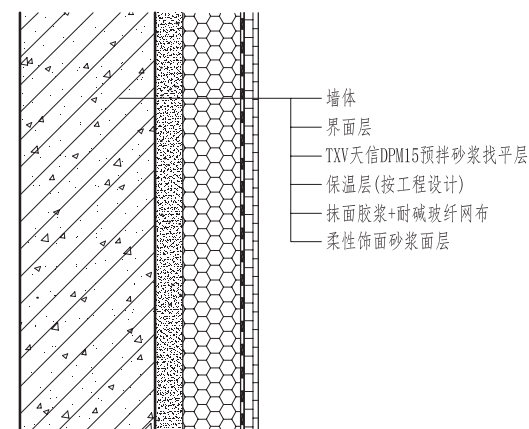 墙体
界面层
TXV天信DPM15预拌砂浆找平层
保温层(按工程设计)
抹面胶浆+耐碱玻纤网布
柔性饰面砂浆面层